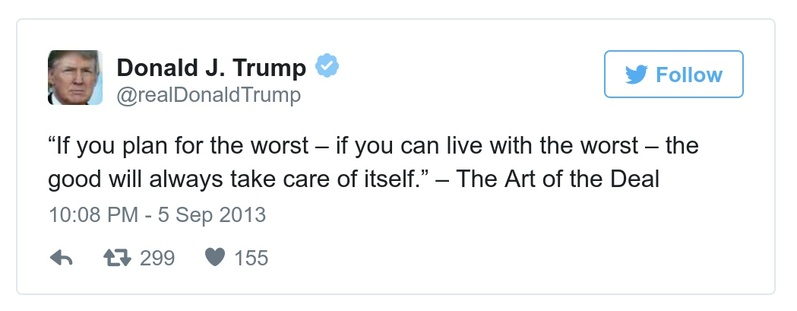 Donald J. Trump
@realDonaldTrump
Follow
“If you plan for the worst – if you can live with the worst – the
good will always take care of itself.” – The Art of the Deal
10:08 PM - 5 Sep 2013
299 155